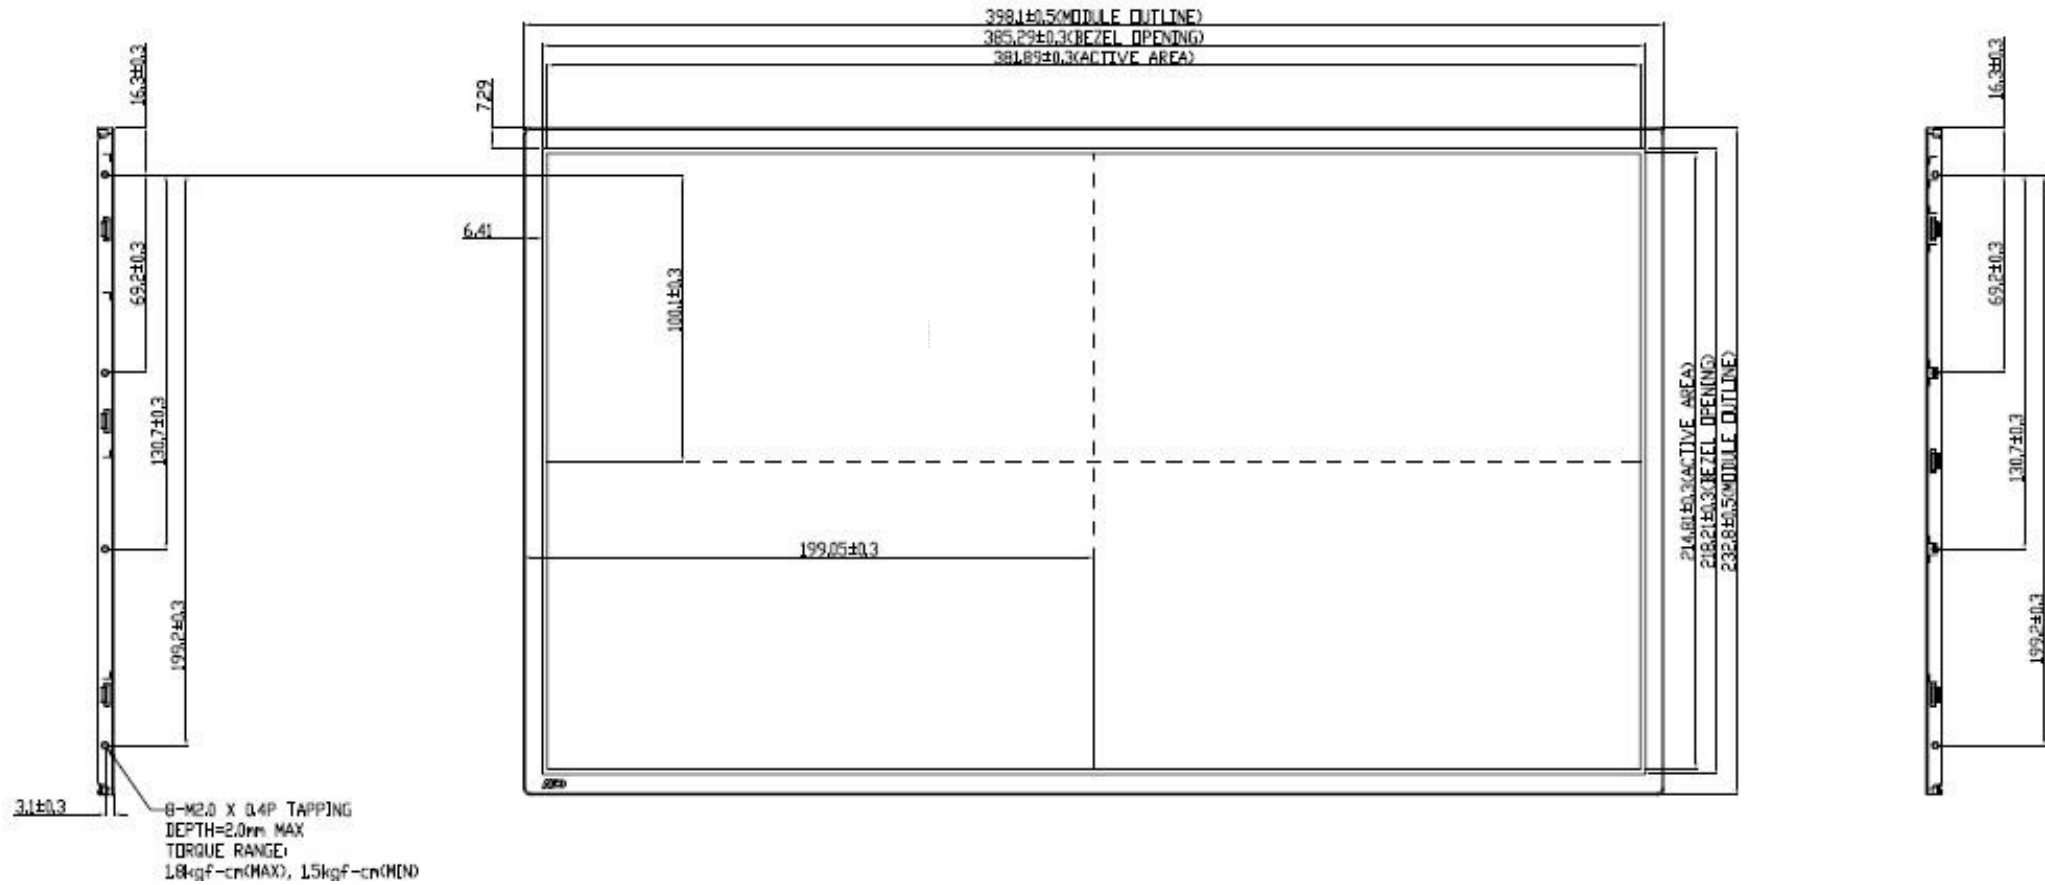 398.1±0.5(MODULE OUTLINE)
385.29±0.3(BEZEL OPENING)
381.89±0.3(ACTIVE AREA)
16.3±0.3
7.29
16.3±0.3
6.41
69.2±0.3
100.1±0.3
69.2±0.3
130.7±0.3
214.81±0.3(ACTIVE AREA)
218.21±0.3(BEZEL OPENING)
232.8±0.5(MODULE OUTLINE)
130.7±0.3
199.05±0.3
199.2±0.3
199.2±0.3
3.1±0.3
8-M2.0 X 0.4P TAPPING
DEPTH=2.0mm MAX
TORQUE RANGE:
1.8kgf-cm(MAX), 1.5kgf-cm(MIN)